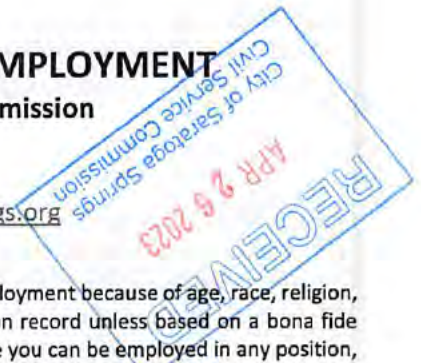 MPLOYMENT
mission
gs.org
City of Saratoga Springs
Civil Service Commission
APR 26 2023
RECEIVED
ployment because of age, race, religion,
n record unless based on a bona fide
e you can be employed in any position,